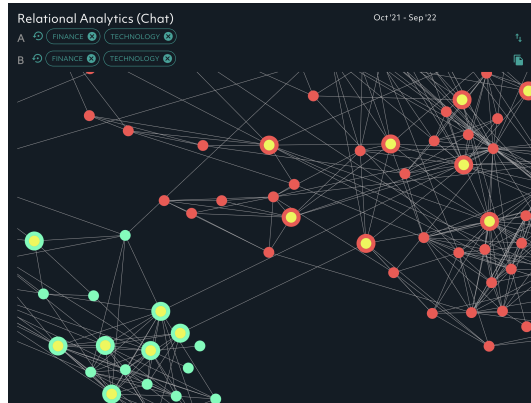 Relational Analytics (Chat)
Oct '21 - Sep '22
A FINANCE TECHNOLOGY
B FINANCE TECHNOLOGY